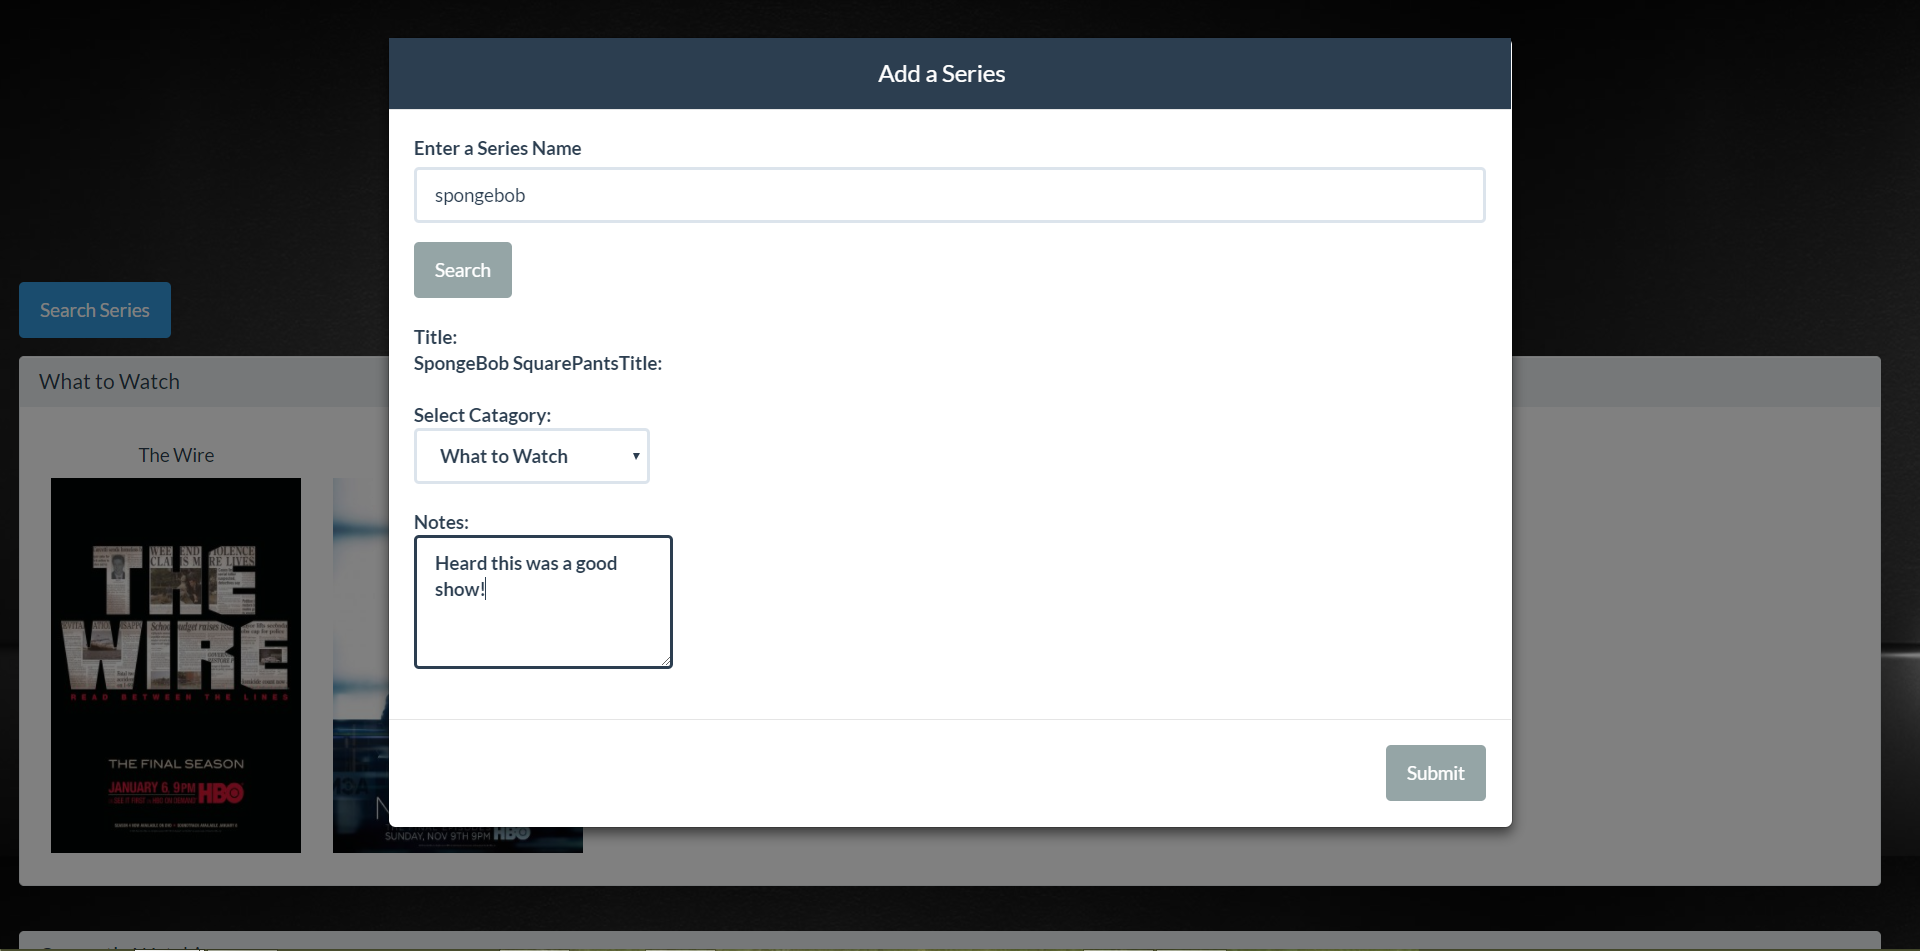 Add a Series
Enter a Series Name
spongebob
Search
Title:
SpongeBob SquarePantsTitle:
Select Catagory:
What to Watch
Notes:
Heard this was a good
show!
Submit
Search Series
What to Watch
The Wire
THE
WIRE
READ BETWEEN THE LINES
THE FINAL SEASON
JANUARY 6, 9PM HBO
SUNDAY, NOV 9TH 9PM HBO